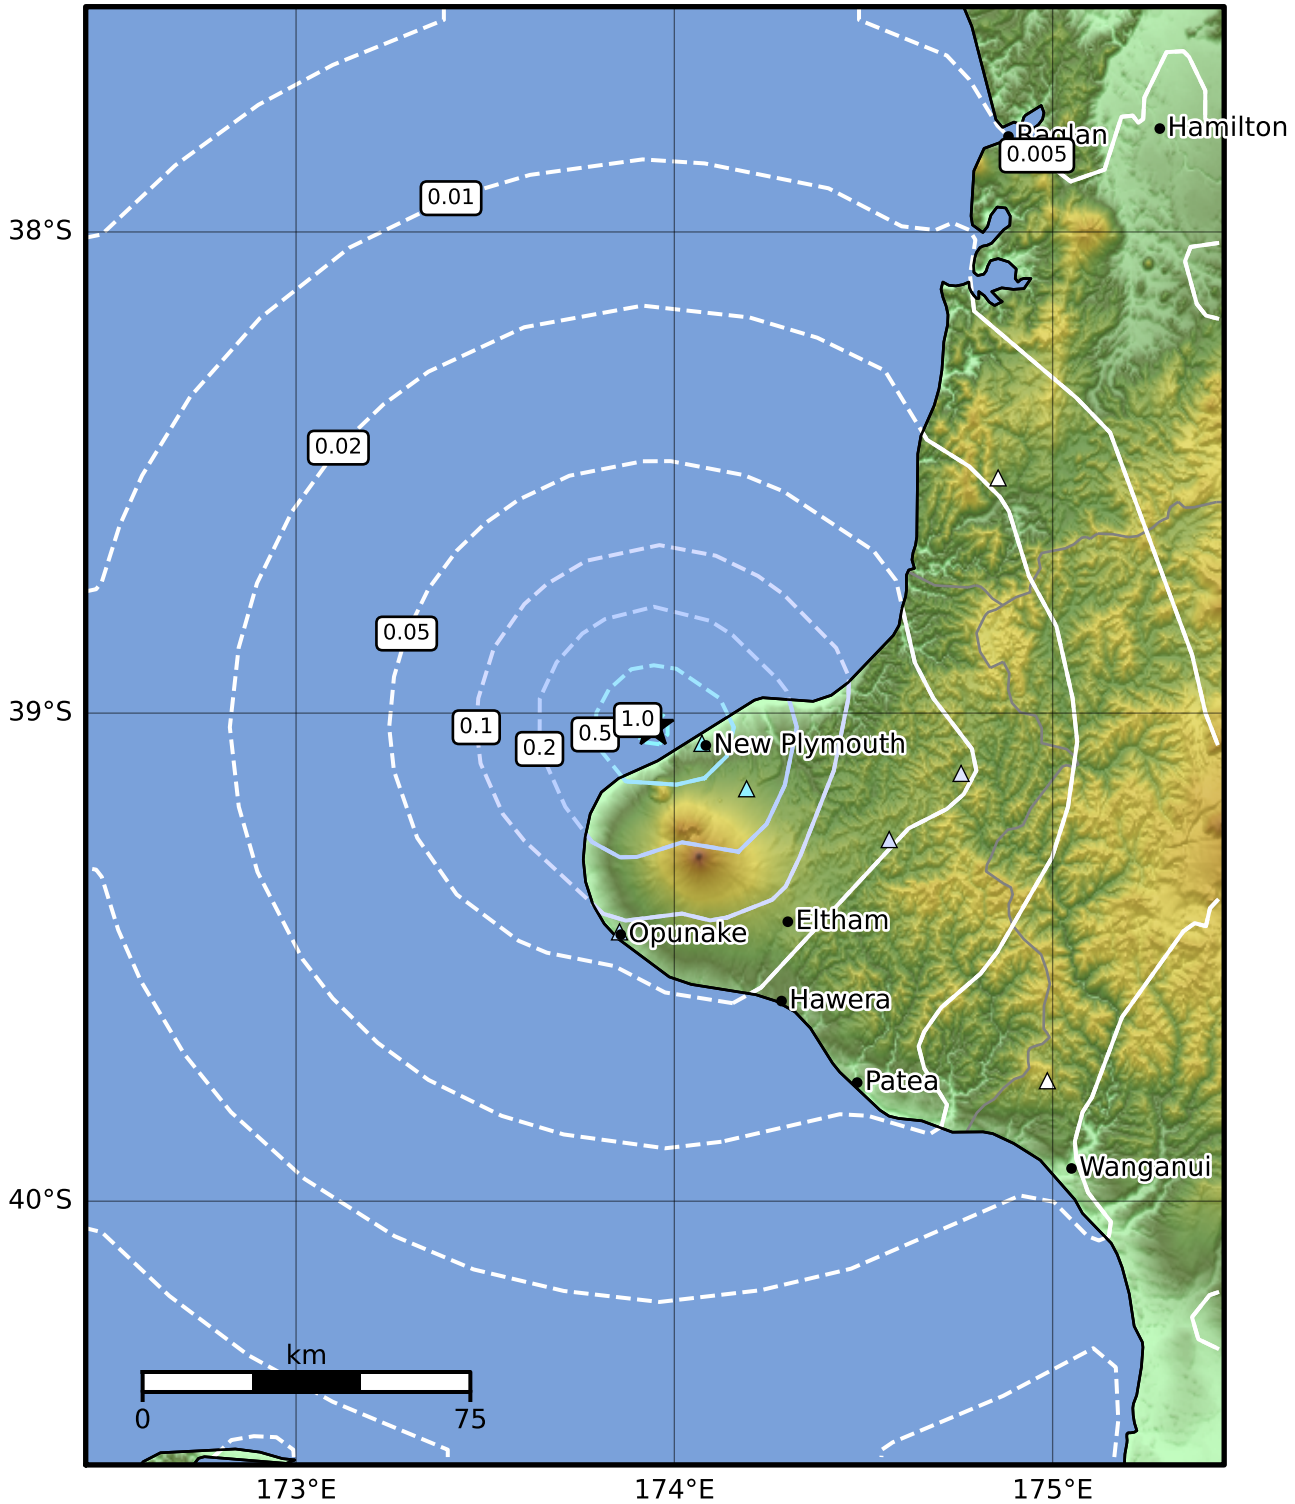 Hamilton
Raglan
0.005
0.01
38°S
0.02
0.05
39°S
0.1
0.2
0.5
1.0
New Plymouth
Eltham
Opunake
Hawera
Patea
Wanganui
40°S
km
0
75
173°E
174°E
175°E